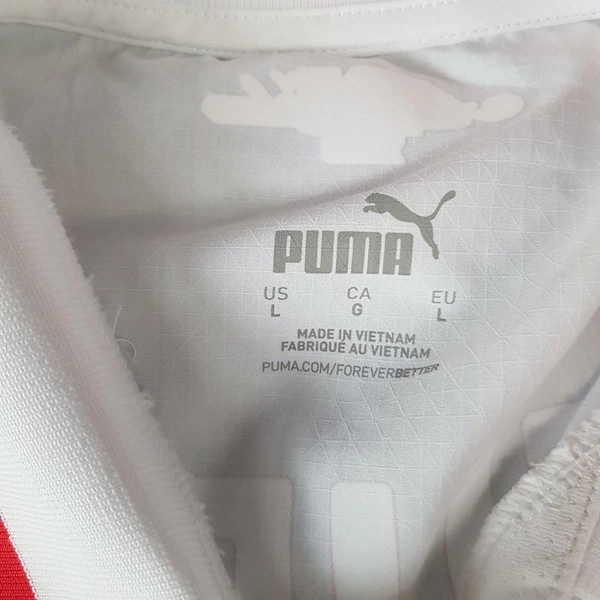 PUMA
US CA EU
L G L
MADE IN VIETNAM
FABRIQUÉ AU VIETNAM
PUMA.COM/FOREVERBETTER